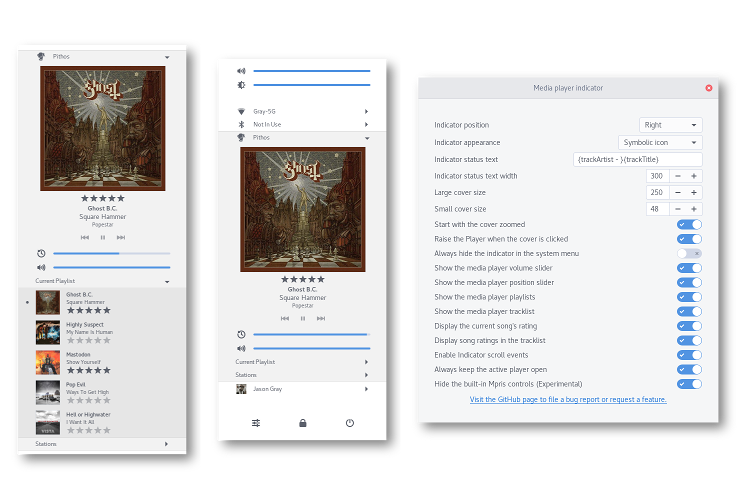 Pithos
Ghost
Ghost B.C.
Square Hammer
Popestar
Current Playlist
Ghost B.C.
Square Hammer
Highly Suspect
My Name Is Human
Mastodon
Show Yourself
Pop Evil
Ways To Get High
Hell or Highwater
I Want It All
Stations
Gray-5G
Not In Use
Pithos
Ghost
Ghost B.C.
Square Hammer
Popestar
Current Playlist
Stations
Jason Gray
Media player indicator
Indicator position Right
Indicator appearance Symbolic icon
Indicator status text {trackArtist - }{trackTitle}
Indicator status text width 300 − +
Large cover size 250 − +
Small cover size 48 − +
Start with the cover zoomed
Raise the Player when the cover is clicked
Always hide the indicator in the system menu
Show the media player volume slider
Show the media player position slider
Show the media player playlists
Show the media player tracklist
Display the current song's rating
Display song ratings in the tracklist
Enable Indicator scroll events
Always keep the active player open
Hide the built-in Mpris controls (Experimental)
Visit the GitHub page to file a bug report or request a feature.